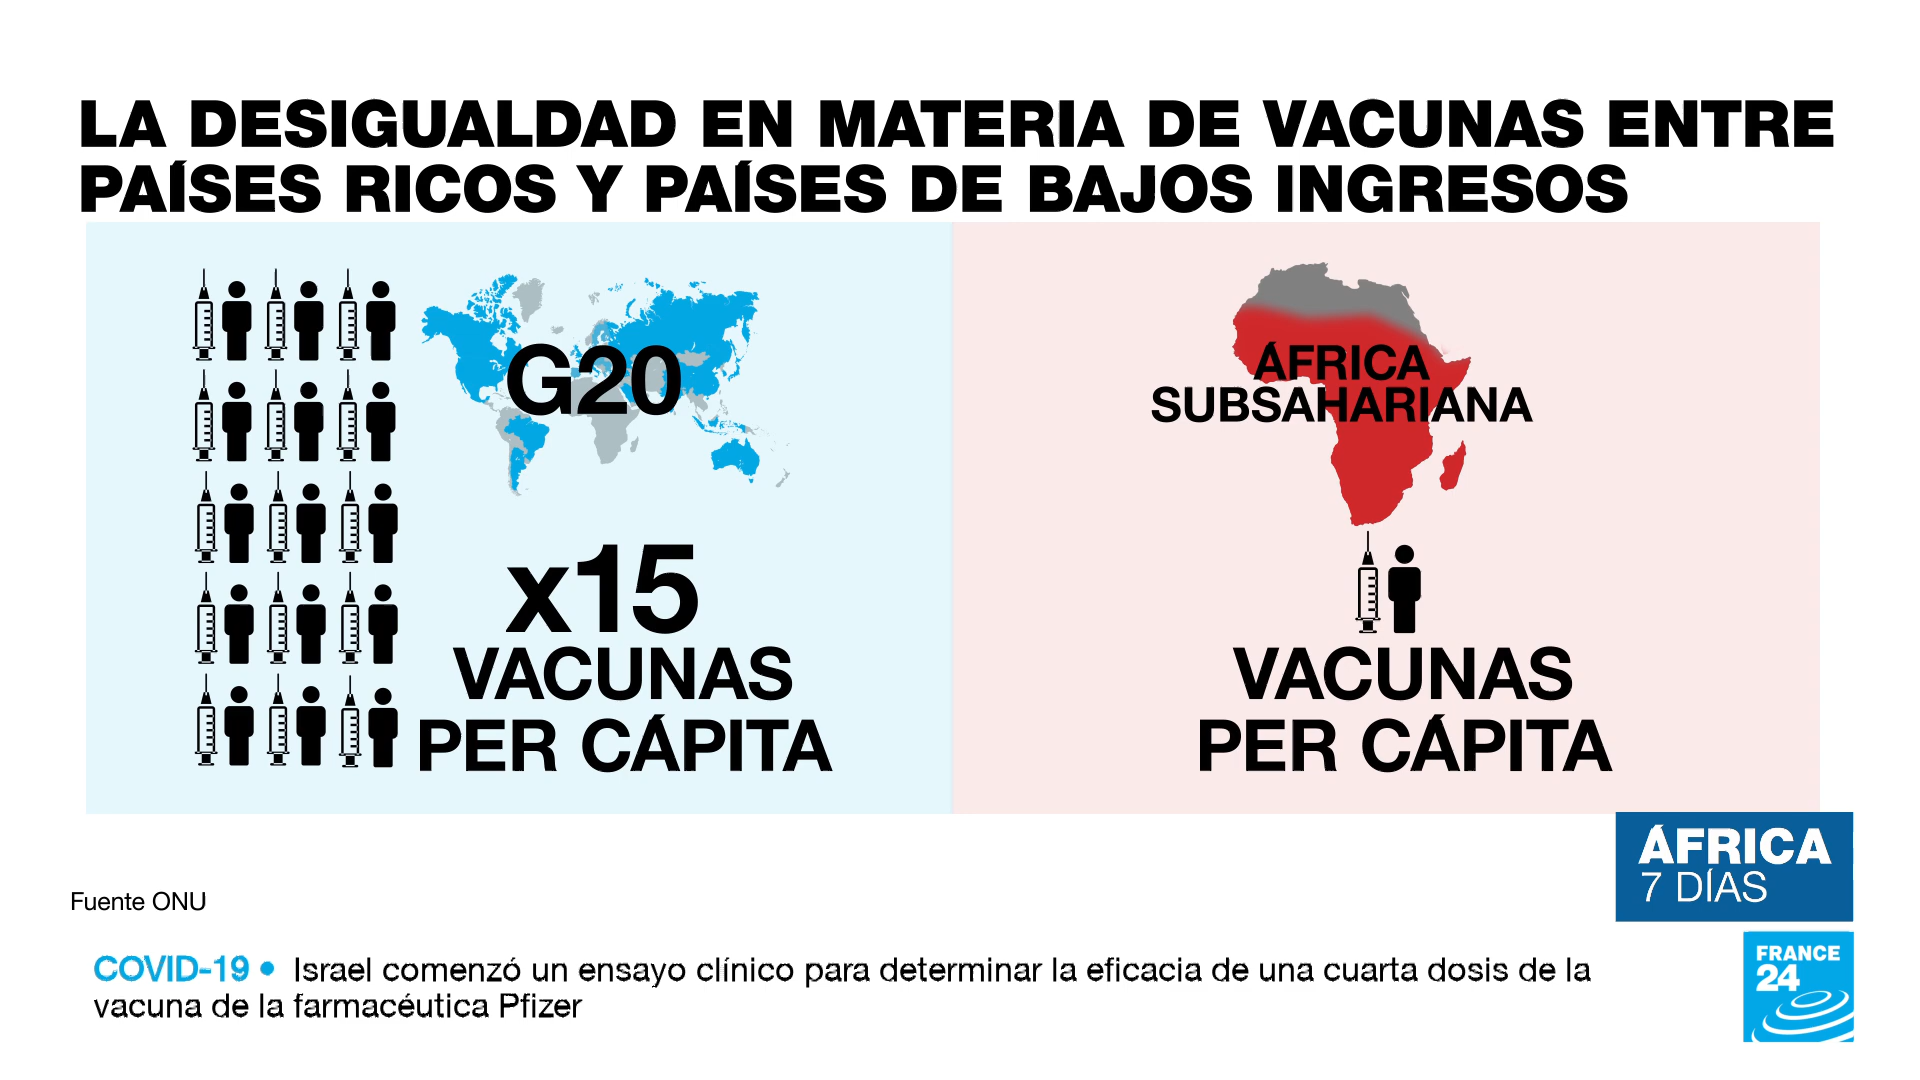 LA DESIGUALDAD EN MATERIA DE VACUNAS ENTRE
PAÍSES RICOS Y PAÍSES DE BAJOS INGRESOS
G20
x15
VACUNAS
PER CÁPITA
ÁFRICA
SUBSAHARIANA
VACUNAS
PER CÁPITA
ÁFRICA
7 DÍAS
Fuente ONU
COVID-19 • Israel comenzó un ensayo clínico para determinar la eficacia de una cuarta dosis de la
vacuna de la farmacéutica Pfizer
FRANCE
24